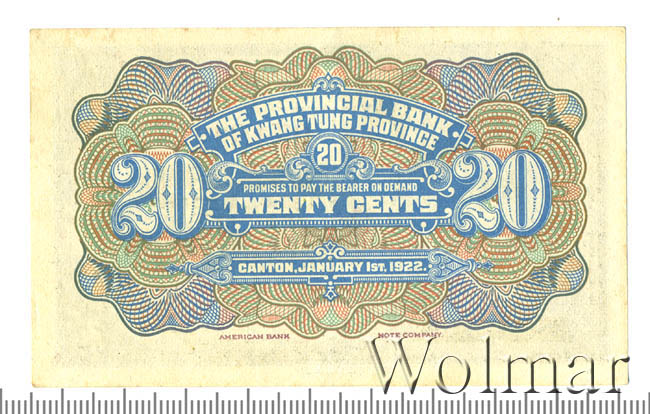 THE PROVINCIAL BANK
OF KWANG TUNG PROVINCE
20
20
20
PROMISES TO PAY THE BEARER ON DEMAND
TWENTY CENTS
CANTON, JANUARY 1ST, 1922.
AMERICAN BANK NOTE COMPANY.
Wolmar